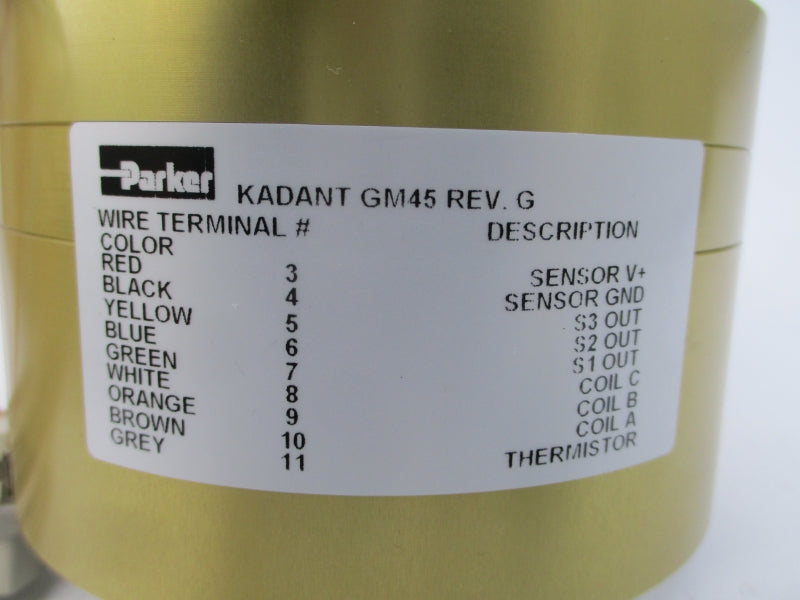 Parker
KADANT GM45 REV. G
WIRE TERMINAL # DESCRIPTION
COLOR
RED 3 SENSOR V+
BLACK 4 SENSOR GND
YELLOW 5 S3 OUT
BLUE 6 S2 OUT
GREEN 7 S1 OUT
WHITE 8 COIL C
ORANGE 9 COIL B
BROWN 10 COIL A
GREY 11 THERMISTOR